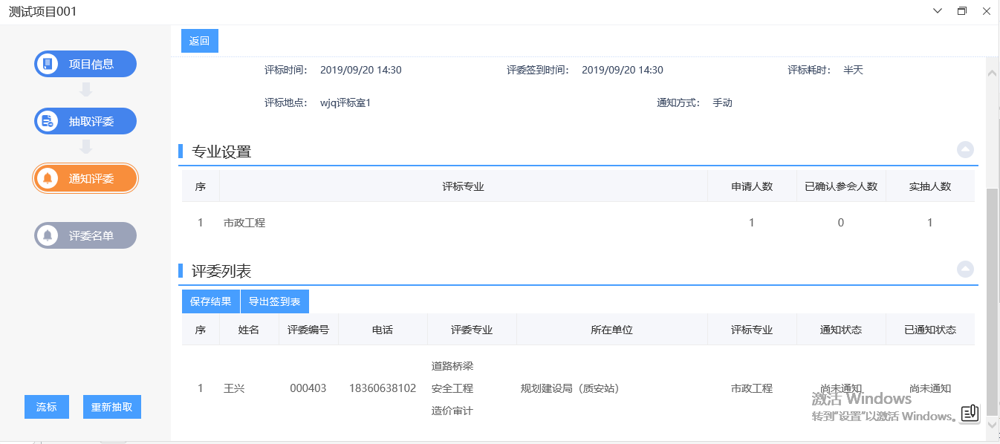 测试项目001
返回
项目信息
抽取评委
通知评委
评委名单
流标 重新抽取
评标时间： 2019/09/20 14:30 评委签到时间： 2019/09/20 14:30 评标耗时： 半天
评标地点： wjq评标室1 通知方式： 手动
专业设置
序 评标专业 申请人数 已确认参会人数 实抽人数
1 市政工程 1 0 1
评委列表
保存结果 导出签到表
序 姓名 评委编号 电话 评委专业 所在单位 评标专业 通知状态 已通知状态
道路桥梁
1 王兴 000403 18360638102 安全工程 规划建设局（质安站） 市政工程 尚未通知 尚未通知
造价审计
激活 Windows
转到"设置"以激活 Windows。